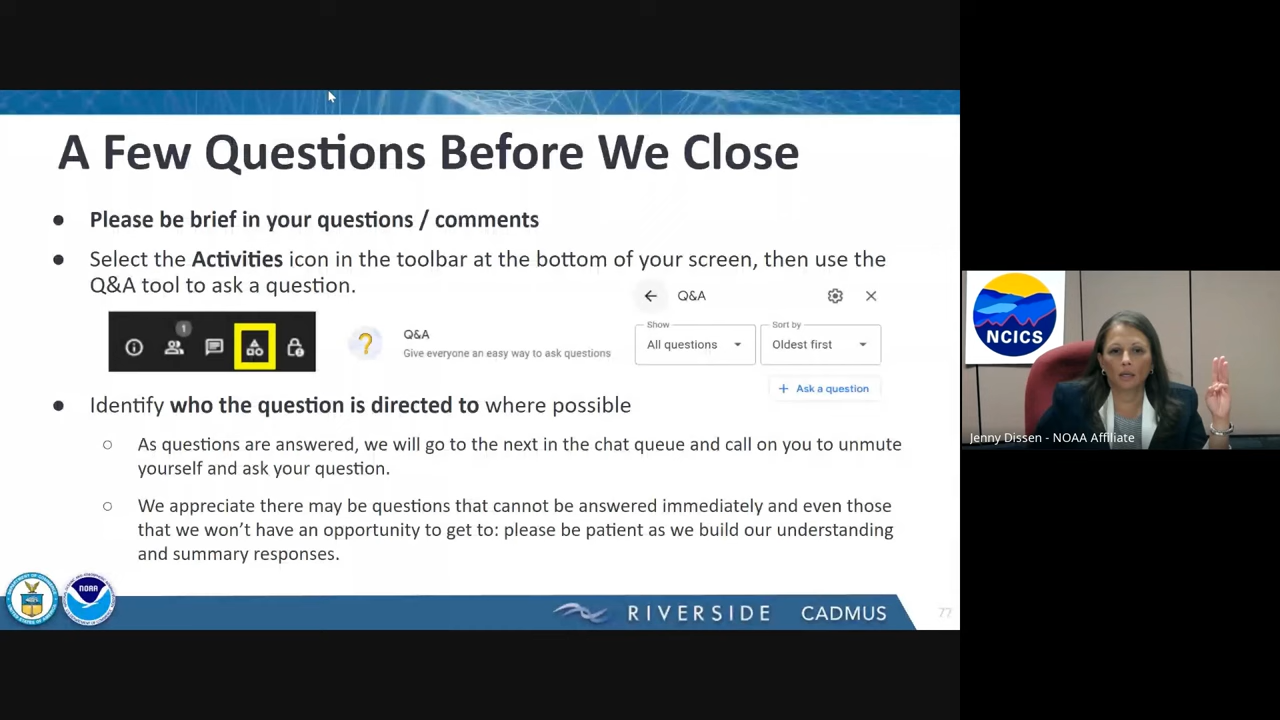 A Few Questions Before We Close
● Please be brief in your questions / comments
● Select the Activities icon in the toolbar at the bottom of your screen, then use the
Q&A tool to ask a question.
1
Q&A
Give everyone an easy way to ask questions
Q&A
Show
All questions
Sort by
Oldest first
+ Ask a question
● Identify who the question is directed to where possible
○ As questions are answered, we will go to the next in the chat queue and call on you to unmute
yourself and ask your question.
○ We appreciate there may be questions that cannot be answered immediately and even those
that we won't have an opportunity to get to: please be patient as we build our understanding
and summary responses.
NOAA
RIVERSIDE
CADMUS
77
NCICS
Jenny Dissen - NOAA Affiliate